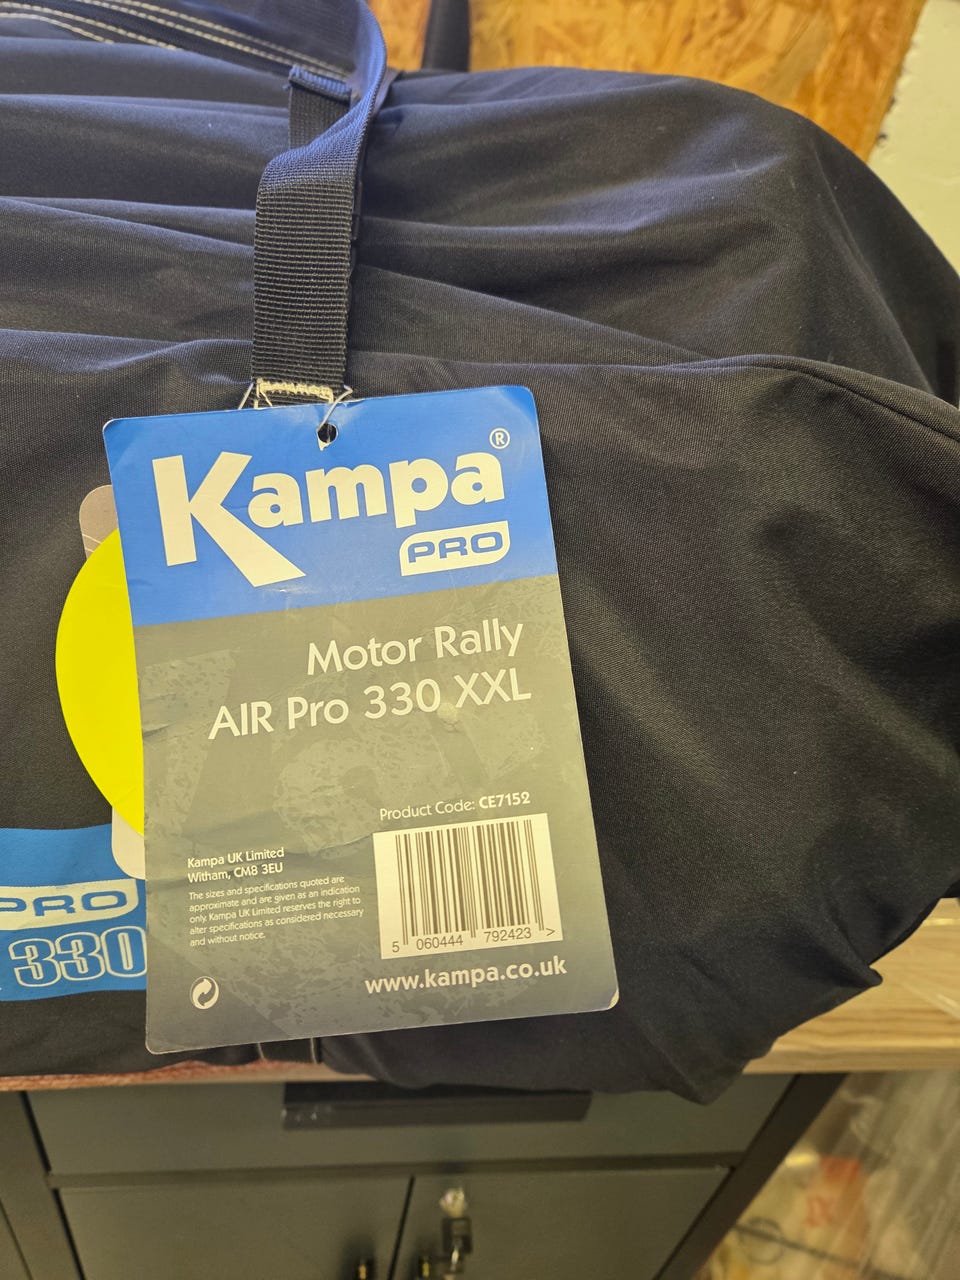 Kampa®
PRO
Motor Rally
AIR Pro 330 XXL
Product Code: CE7152
Kampa UK Limited
Witham, CM8 3EU
The sizes and specifications quoted are
approximate and are given as an indication
only. Kampa UK Limited reserves the right to
alter specifications as considered necessary
and without notice.
5 060444 792423 >
www.kampa.co.uk
PRO
330